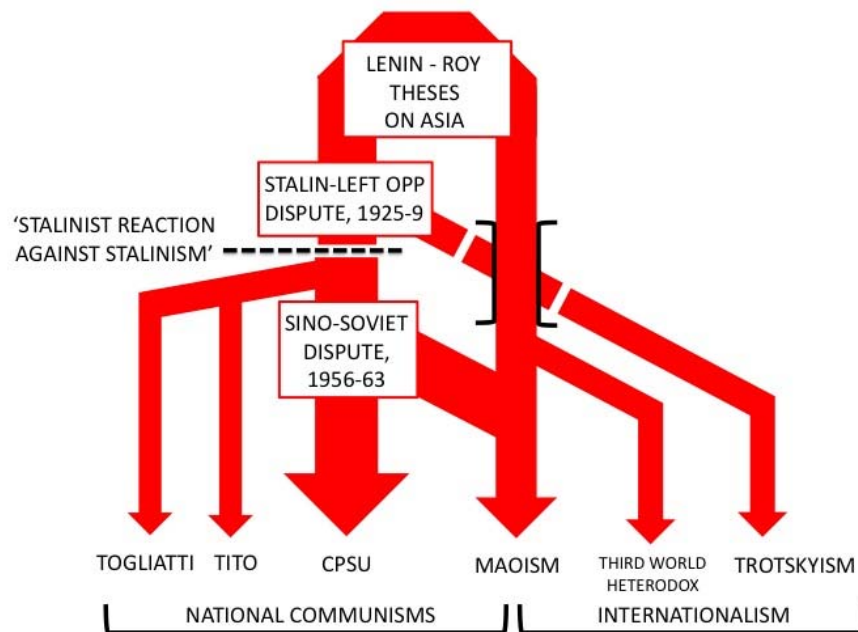 LENIN - ROY
THESES
ON ASIA
STALIN-LEFT OPP
DISPUTE, 1925-9
‘STALINIST REACTION
AGAINST STALINISM’
SINO-SOVIET
DISPUTE,
1956-63
TOGLIATTI
TITO
CPSU
MAOISM
THIRD WORLD
HETERODOX
TROTSKYISM
NATIONAL COMMUNISMS
INTERNATIONALISM